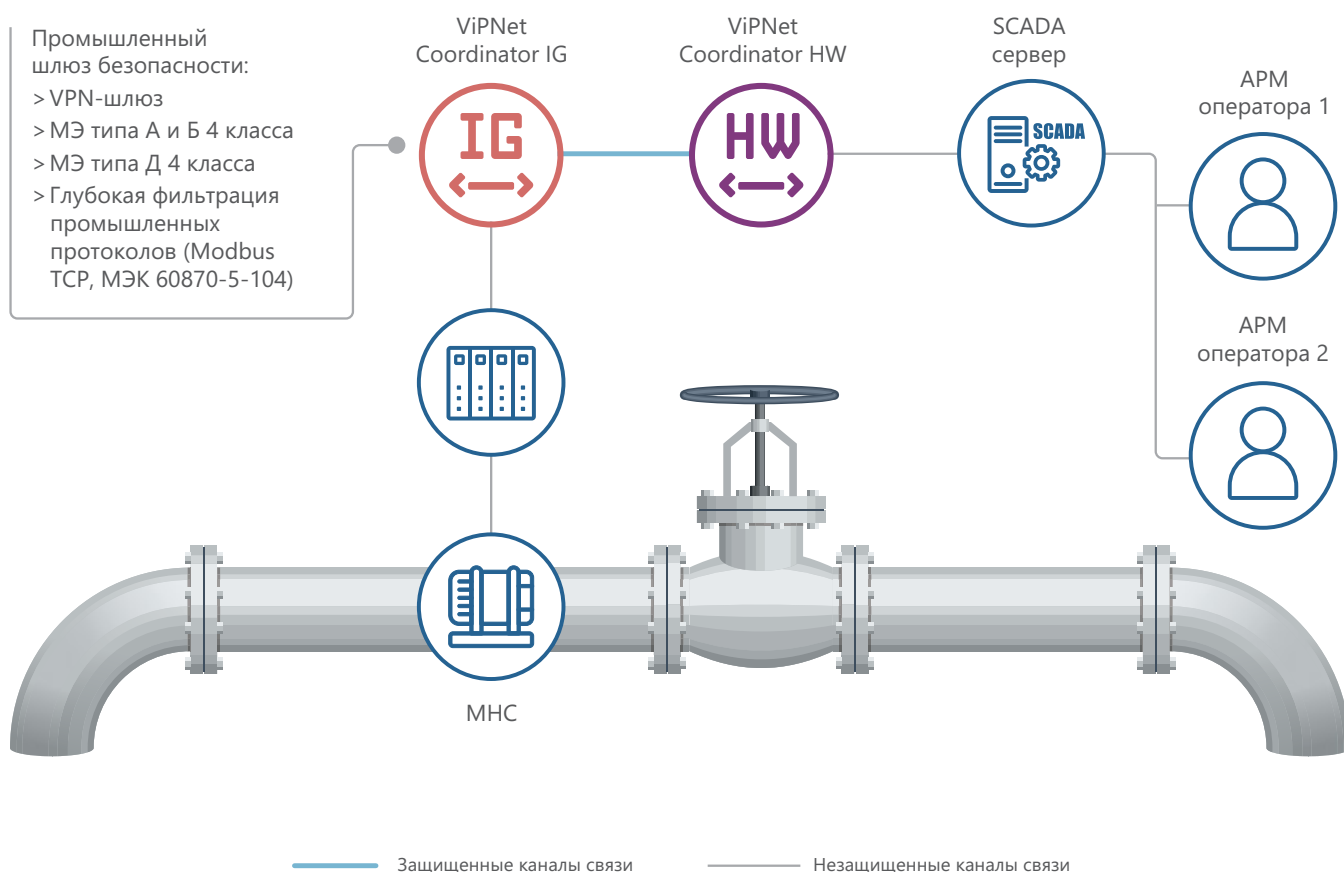 Промышленный
шлюз безопасности:
> VPN-шлюз
> МЭ типа А и Б 4 класса
> МЭ типа Д 4 класса
> Глубокая фильтрация
промышленных
протоколов (Modbus
TCP, МЭК 60870-5-104)
ViPNet
Coordinator IG
IG
ViPNet
Coordinator HW
HW
SCADA
сервер
SCADA
АРМ
оператора 1
АРМ
оператора 2
МНС
Защищенные каналы связи
Незащищенные каналы связи